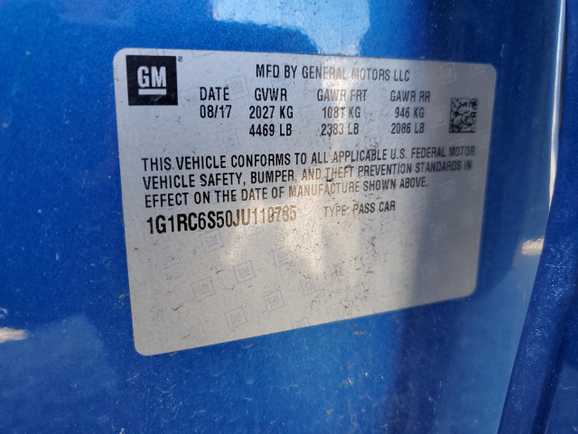 GM
MFD BY GENERAL MOTORS LLC
DATE GVWR GAWR FRT GAWR RR
08/17 2027 KG 1081 KG 946 KG
4469 LB 2383 LB 2086 LB
THIS VEHICLE CONFORMS TO ALL APPLICABLE U.S. FEDERAL MOTOR
VEHICLE SAFETY, BUMPER, AND THEFT PREVENTION STANDARDS IN
EFFECT ON THE DATE OF MANUFACTURE SHOWN ABOVE.
1G1RC6S50JU110785 TYPE: PASS CAR